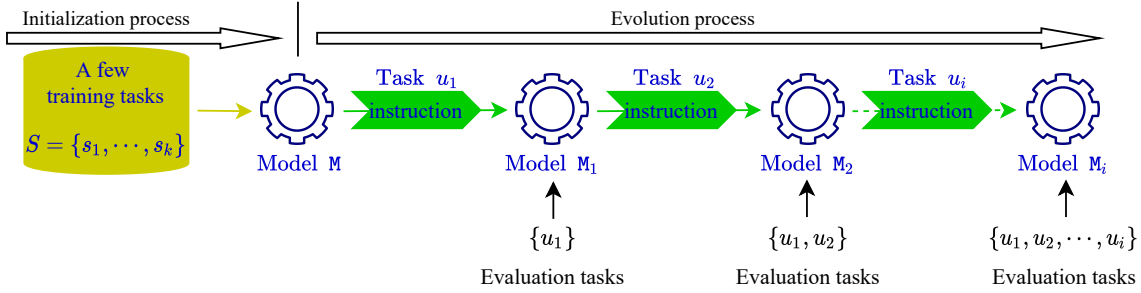 Initialization process
Evolution process
A few
training tasks
S = {s₁, ⋯, sₖ}
Task u₁
Task u₂
Task uᵢ
instruction
instruction
instruction
Model M
Model M₁
Model M₂
Model Mᵢ
{u₁}
{u₁, u₂}
{u₁, u₂, ⋯, uᵢ}
Evaluation tasks
Evaluation tasks
Evaluation tasks